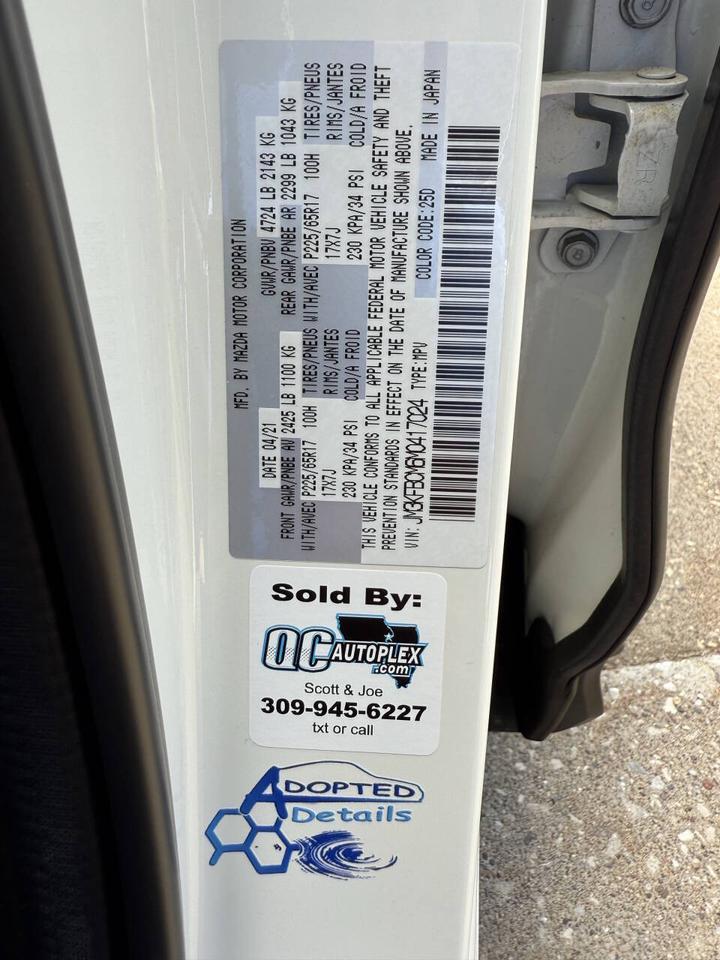 MFD. BY MAZDA MOTOR CORPORATION
DATE 04/21 GVWR/PNBV 4724 LB 2143 KG
FRONT GAWR/PNBE AV 2425 LB 1100 KG REAR GAWR/PNBE AR 2299 LB 1043 KG
WITH/AVEC P225/65R17 100H TIRES/PNEUS WITH/AVEC P225/65R17 100H TIRES/PNEUS
17X7J RIMS/JANTES 17X7J RIMS/JANTES
230 KPA/34 PSI COLD/A FROID 230 KPA/34 PSI COLD/A FROID
THIS VEHICLE CONFORMS TO ALL APPLICABLE FEDERAL MOTOR VEHICLE SAFETY AND THEFT
PREVENTION STANDARDS IN EFFECT ON THE DATE OF MANUFACTURE SHOWN ABOVE.
VIN: JM3KFBCM6M0417024 TYPE:MPV COLOR CODE:25D MADE IN JAPAN
Sold By:
QC AUTOPLEX
.com
Scott & Joe
309-945-6227
txt or call
ADOPTED
Details